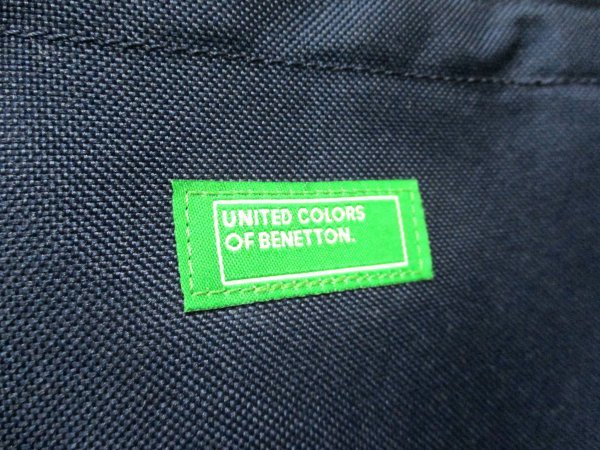 UNITED COLORS
OF BENETTON.